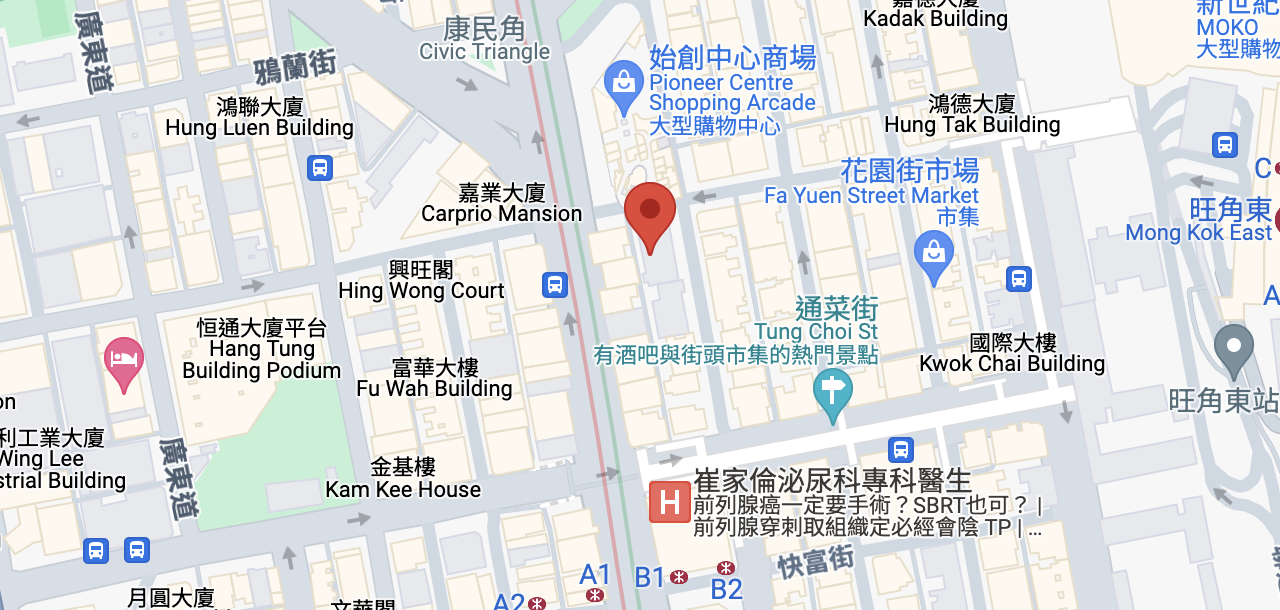 嘉德大廈
Kadak Building
新世紀
MOKO
大型購物
康民角
Civic Triangle
廣東道
鴉蘭街
始創中心商場
Pioneer Centre
Shopping Arcade
大型購物中心
鴻聯大廈
Hung Luen Building
鴻德大廈
Hung Tak Building
嘉業大廈
Carprio Mansion
花園街市場
Fa Yuen Street Market
市集
C
旺角東
Mong Kok East
興旺閣
Hing Wong Court
A
恒通大廈平台
Hang Tung
Building Podium
通菜街
Tung Choi St
有酒吧與街頭市集的熱門景點
國際大樓
Kwok Chai Building
富華大樓
Fu Wah Building
旺角東站
on
利工業大廈
Wing Lee
strial Building
廣東道
金基樓
Kam Kee House
崔家倫泌尿科專科醫生
H
前列腺癌一定要手術？SBRT也可？ |
前列腺穿刺取組織定必經會陰 TP | ...
快富街
A1
B1
B2
A2
月圓大廈
文華閣